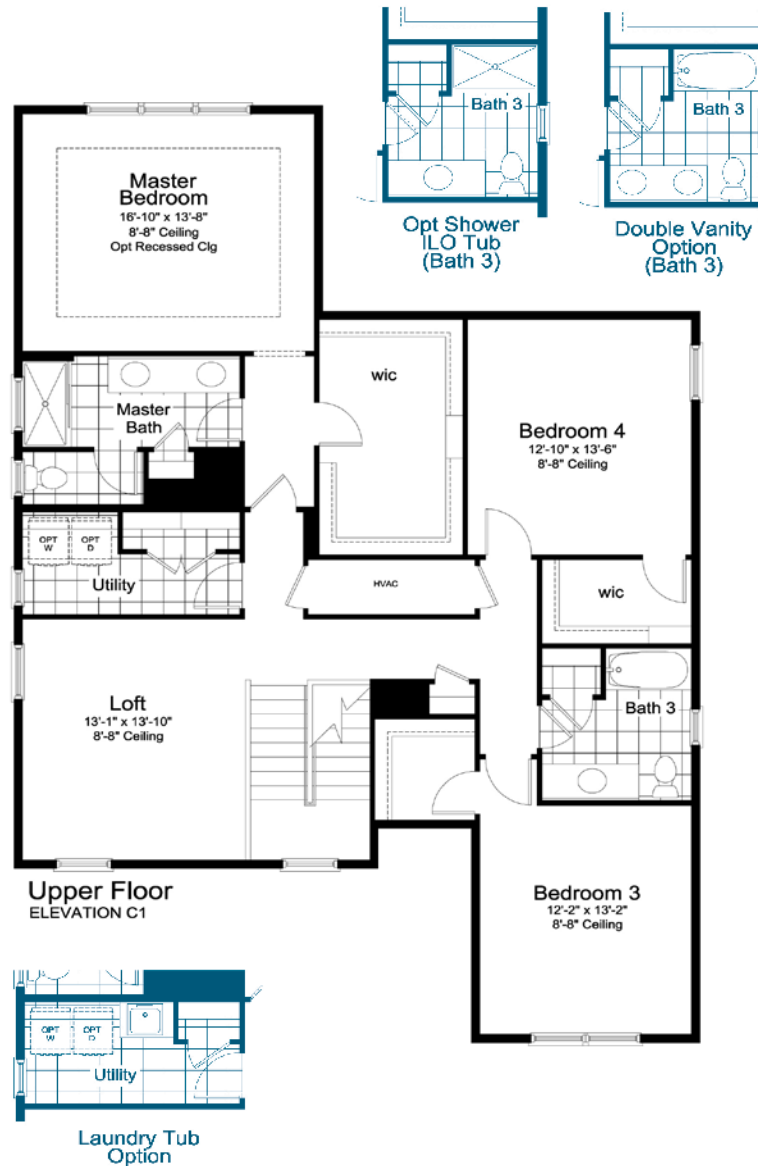 Bath 3
Opt Shower
ILO Tub
(Bath 3)
Bath 3
Double Vanity
Option
(Bath 3)
Master
Bedroom
16'-10" x 13'-8"
8'-8" Ceiling
Opt Recessed Clg
wic
Bedroom 4
12'-10" x 13'-6"
8'-8" Ceiling
Master
Bath
OPT
W
OPT
D
Utility
HVAC
wic
Loft
13'-1" x 13'-10"
8'-8" Ceiling
Bath 3
Upper Floor
ELEVATION C1
Bedroom 3
12'-2" x 13'-2"
8'-8" Ceiling
OPT
W
OPT
D
Utility
Laundry Tub
Option